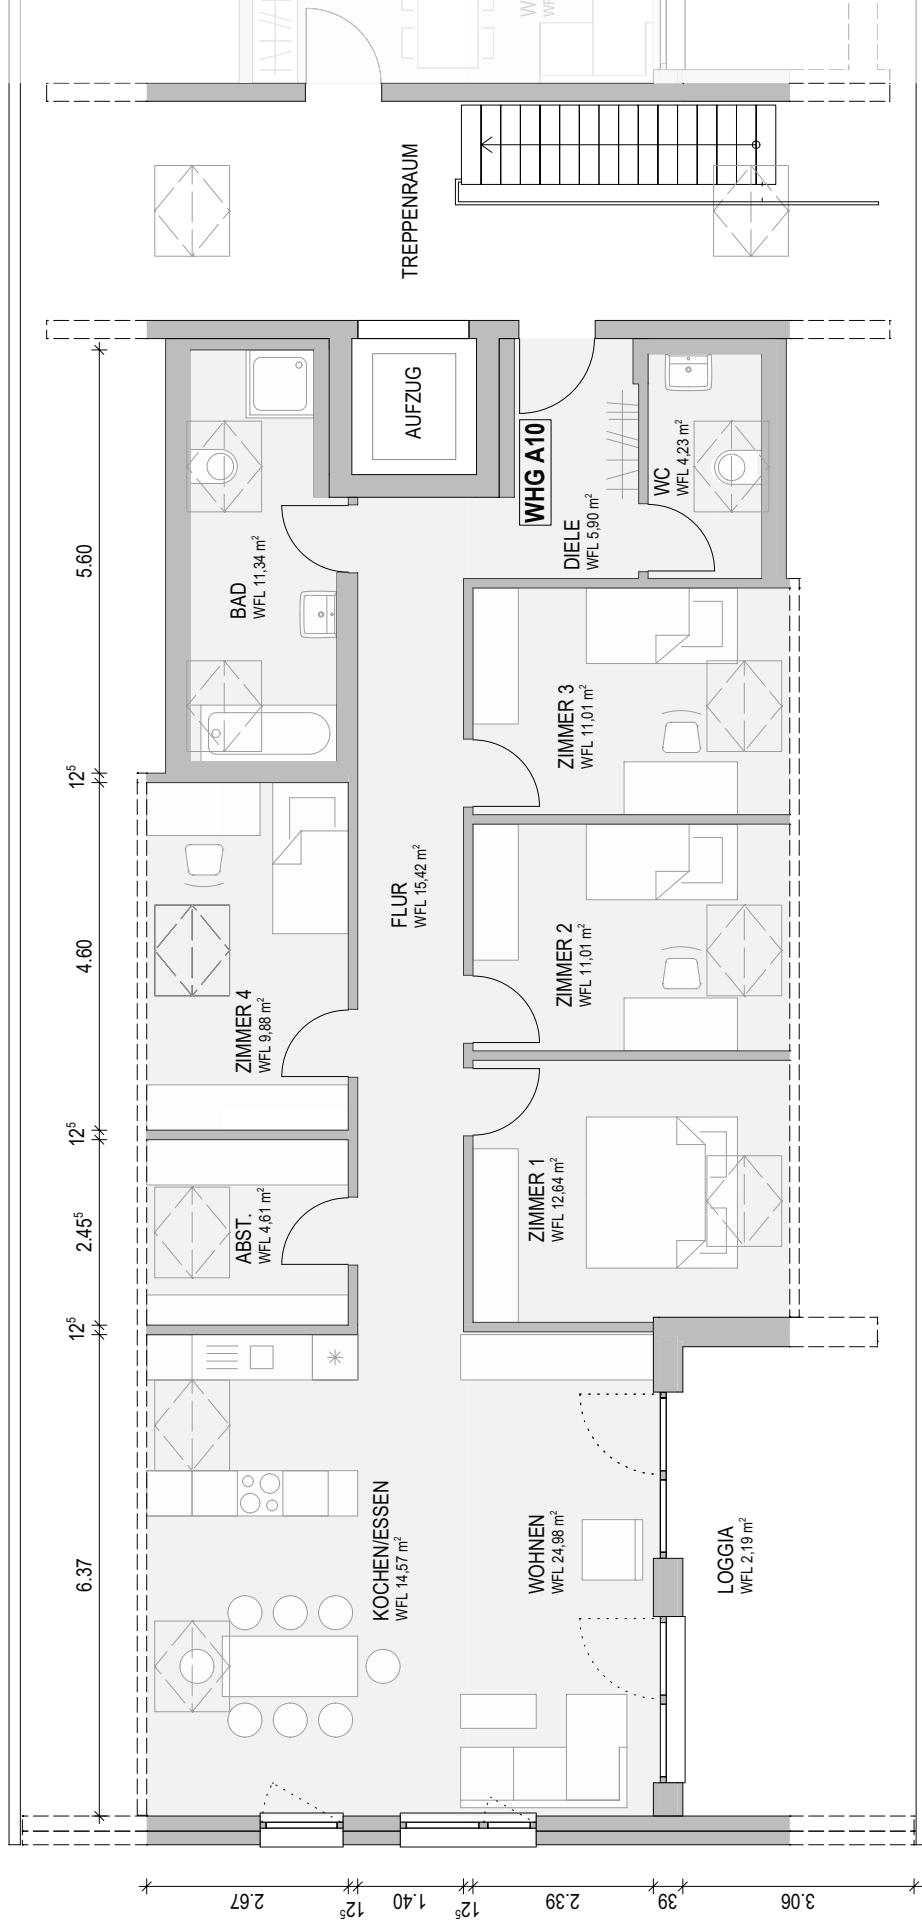 W
WF
TREPPENRAUM
AUFZUG
WHG A10
DIELE
WFL 5,90 m²
WC
WFL 4,23 m²
BAD
WFL 11,34 m²
ZIMMER 3
WFL 11,01 m²
FLUR
WFL 15,42 m²
ZIMMER 2
WFL 11,01 m²
ZIMMER 4
WFL 9,88 m²
ZIMMER 1
WFL 12,64 m²
ABST.
WFL 4,61 m²
KOCHEN/ESSEN
WFL 14,57 m²
WOHNEN
WFL 24,98 m²
LOGGIA
WFL 2,19 m²
5.60
12⁵
4.60
12⁵
2.45⁵
12⁵
6.37
2.67
12⁵
1.40
12⁵
2.39
39
3.06